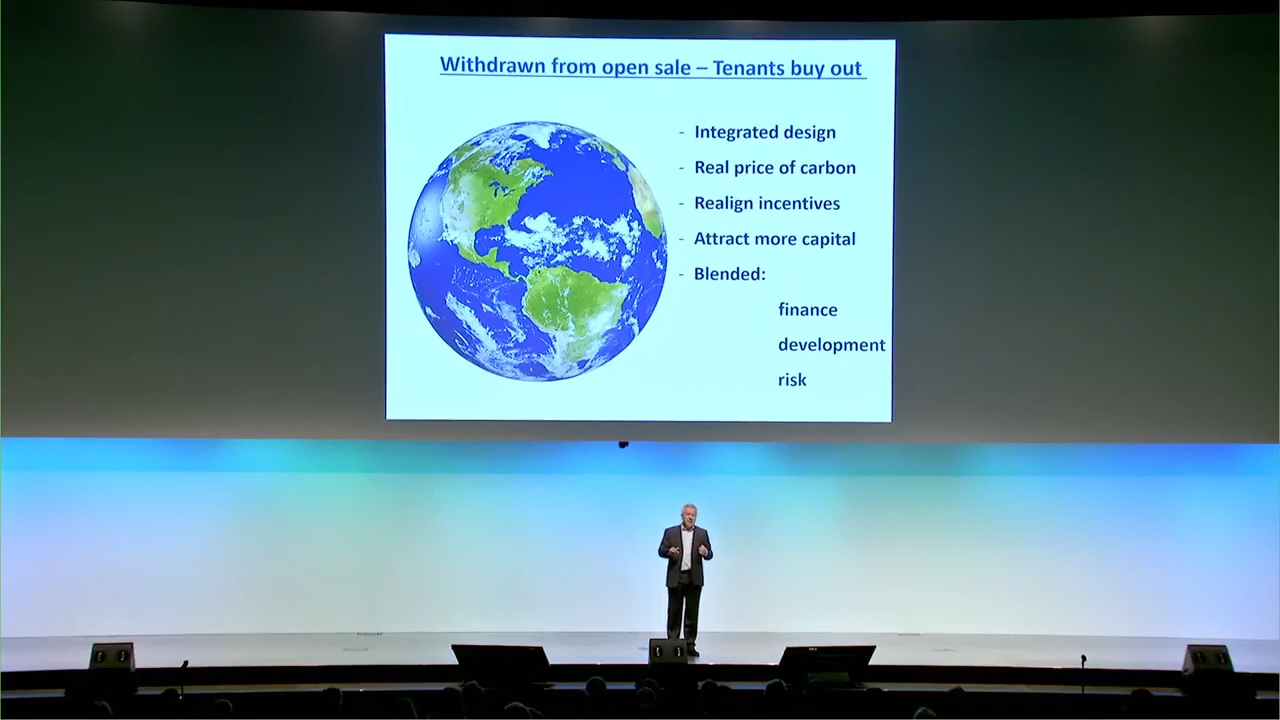 Withdrawn from open sale – Tenants buy out
- Integrated design
- Real price of carbon
- Realign incentives
- Attract more capital
- Blended:
finance
development
risk